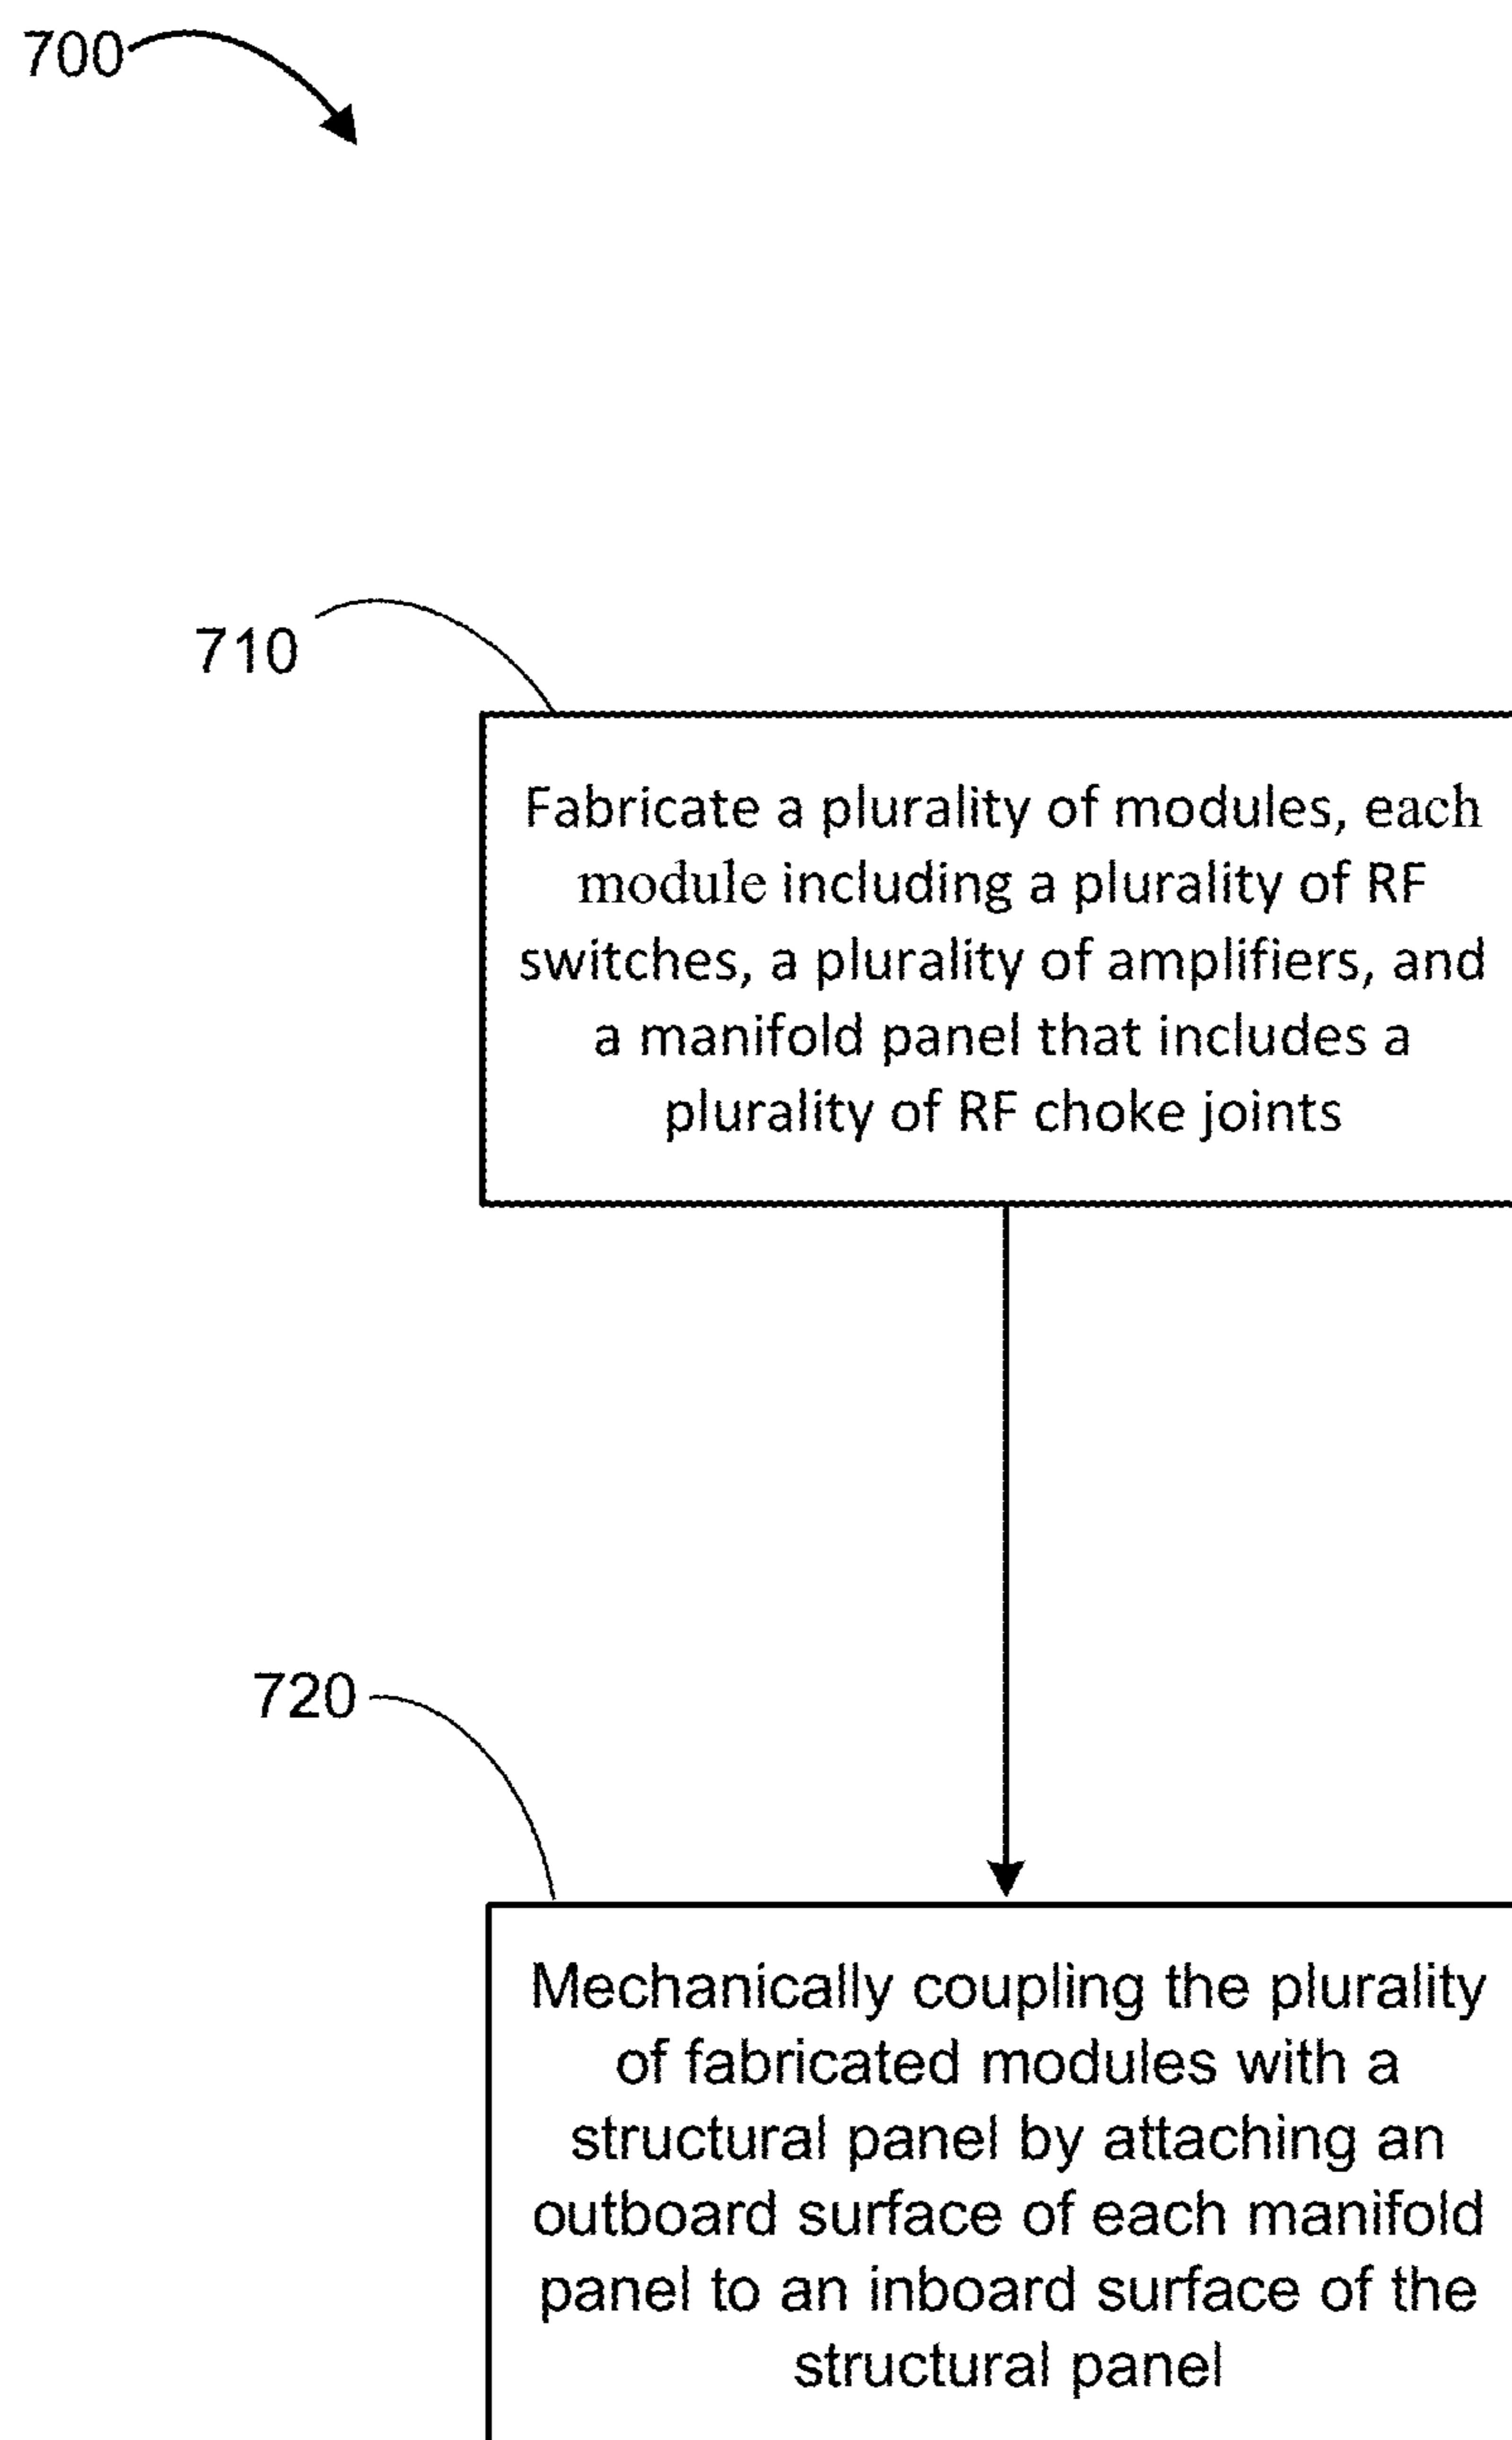 700
710
Fabricate a plurality of modules, each
module including a plurality of RF
switches, a plurality of amplifiers, and
a manifold panel that includes a
plurality of RF choke joints
720
Mechanically coupling the plurality
of fabricated modules with a
structural panel by attaching an
outboard surface of each manifold
panel to an inboard surface of the
structural panel